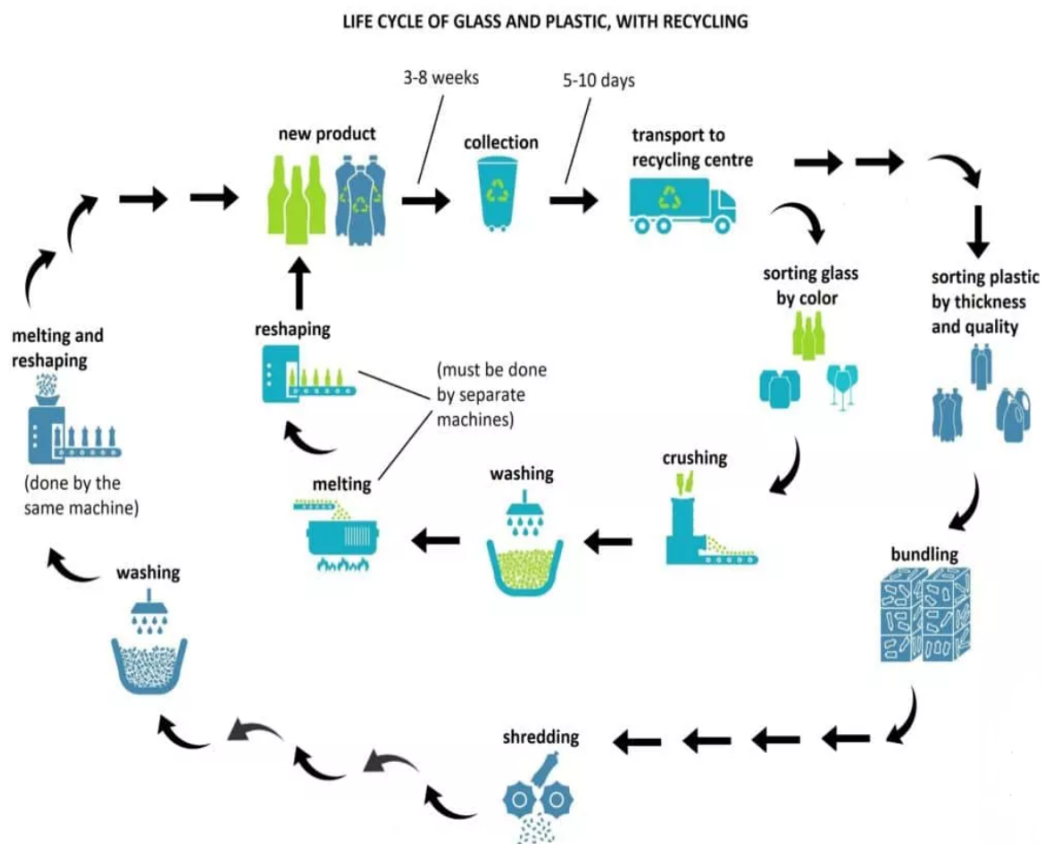 LIFE CYCLE OF GLASS AND PLASTIC, WITH RECYCLING
3-8 weeks
5-10 days
new product
collection
transport to
recycling centre
sorting glass
by color
sorting plastic
by thickness
and quality
melting and
reshaping
(done by the
same machine)
reshaping
(must be done
by separate
machines)
melting
washing
crushing
bundling
washing
shredding